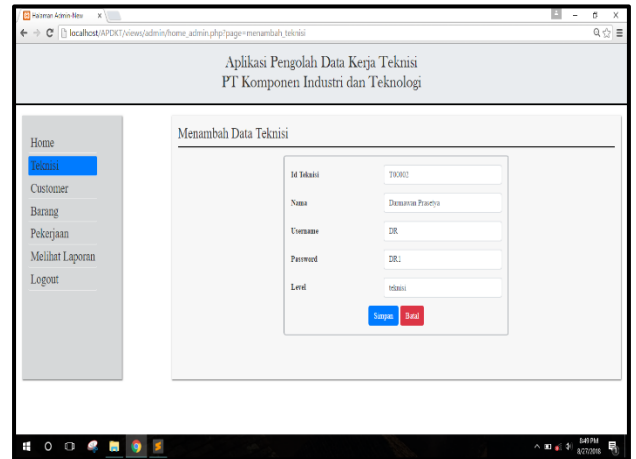 Halaman Admin-New
localhost/APDKT/views/admin/home_admin.php?page=menambah_teknisi
Aplikasi Pengolah Data Kerja Teknisi
PT Komponen Industri dan Teknologi
Home
Teknisi
Customer
Barang
Pekerjaan
Melihat Laporan
Logout
Menambah Data Teknisi
Id Teknisi T00002
Nama Darmawan Prasetya
Username DR
Password DR1
Level teknisi
Simpan Batal
8:49 PM
8/27/2018